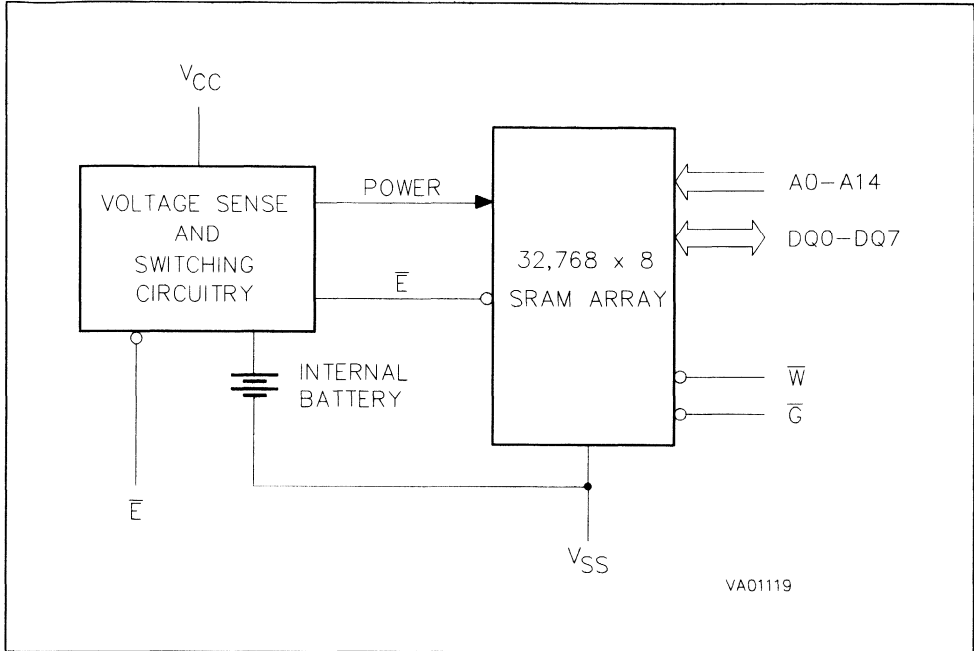 VCC
VOLTAGE SENSE
AND
SWITCHING
CIRCUITRY
POWER
E̅
INTERNAL
BATTERY
E̅
32,768 x 8
SRAM ARRAY
A0-A14
DQ0-DQ7
W̅
G̅
VSS
VA01119